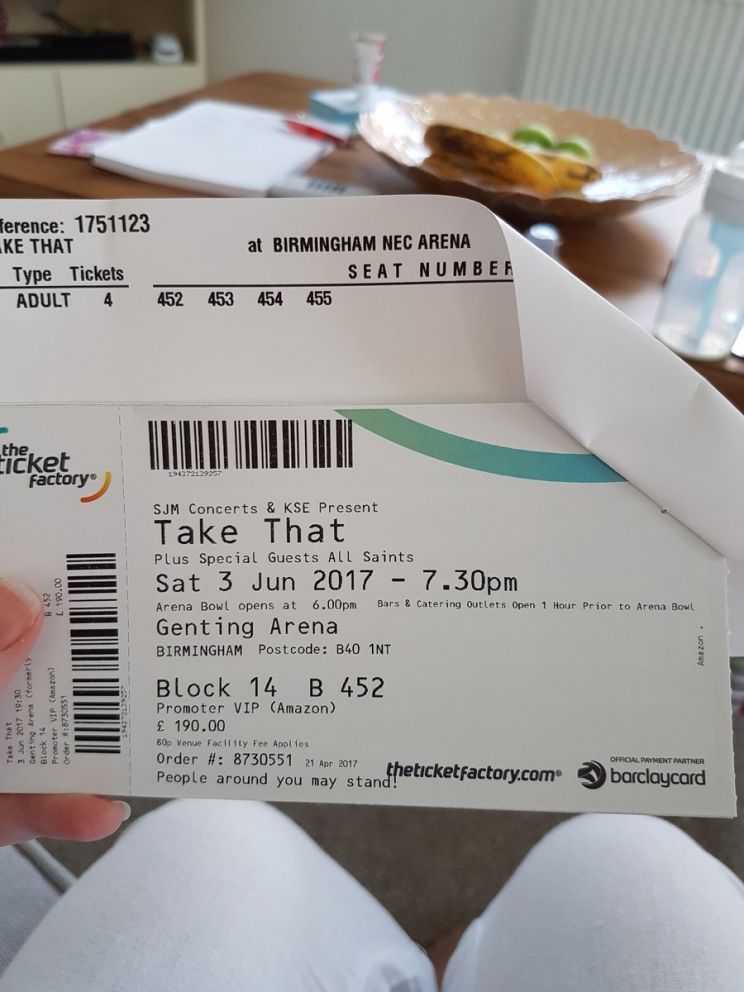 ference: 1751123
AKE THAT
at BIRMINGHAM NEC ARENA
Type Tickets
SEAT NUMBER
ADULT 4 452 453 454 455
the
ticket
factory®
194372139257
SJM Concerts & KSE Present
Take That
Plus Special Guests All Saints
Sat 3 Jun 2017 - 7.30pm
Arena Bowl opens at 6.00pm Bars & Catering Outlets Open 1 Hour Prior to Arena Bowl
Genting Arena
BIRMINGHAM Postcode: B40 1NT
Block 14 B 452
Promoter VIP (Amazon)
£ 190.00
80p Venue Facility Fee Applies
Order #: 8730551 21 Apr 2017
People around you may stand!
theticketfactory.com®
OFFICIAL PAYMENT PARTNER
barclaycard
Amazon .
Take That
3 Jun 2017 19:30
Genting Arena (formerly
Block 14 B 452
Promoter VIP (Amazon) £ 190.00
Order #:8730551
194372139257